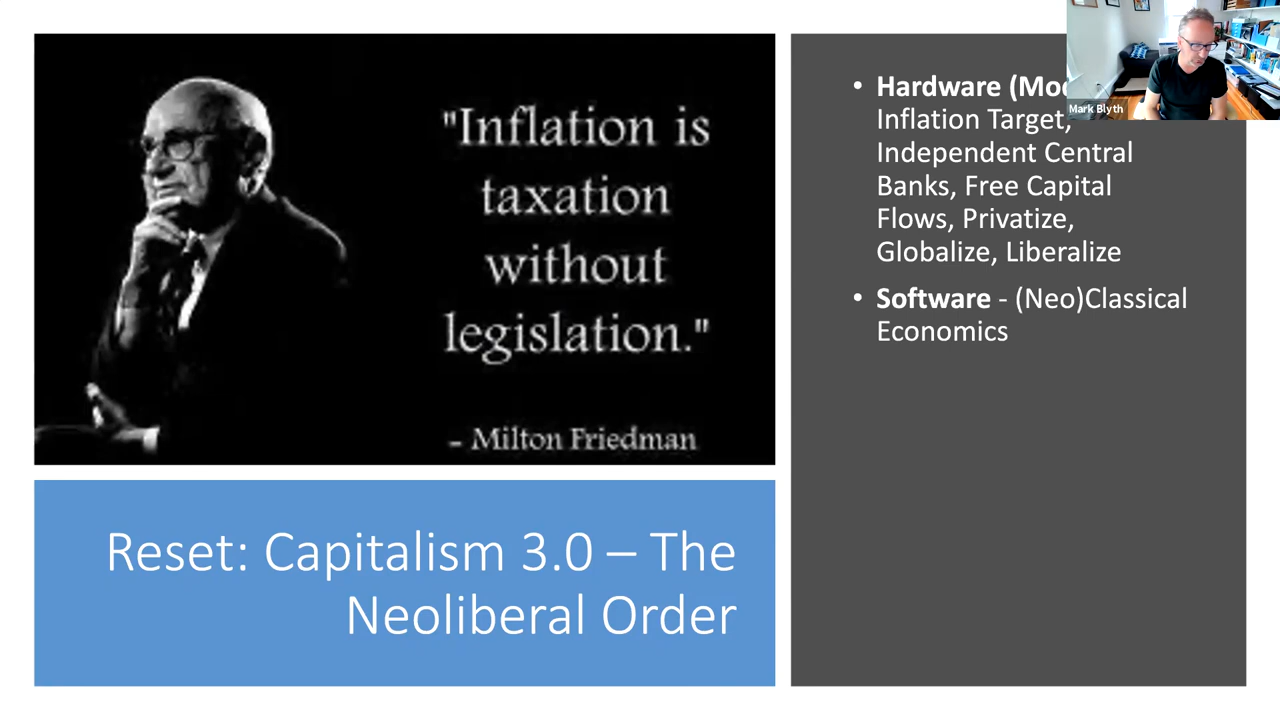 "Inflation is
taxation
without
legislation."
– Milton Friedman
Reset: Capitalism 3.0 – The
Neoliberal Order
• Hardware
Inflation Target,
Independent Central
Banks, Free Capital
Flows, Privatize,
Globalize, Liberalize
• Software - (Neo)Classical
Economics
Mark Blyth